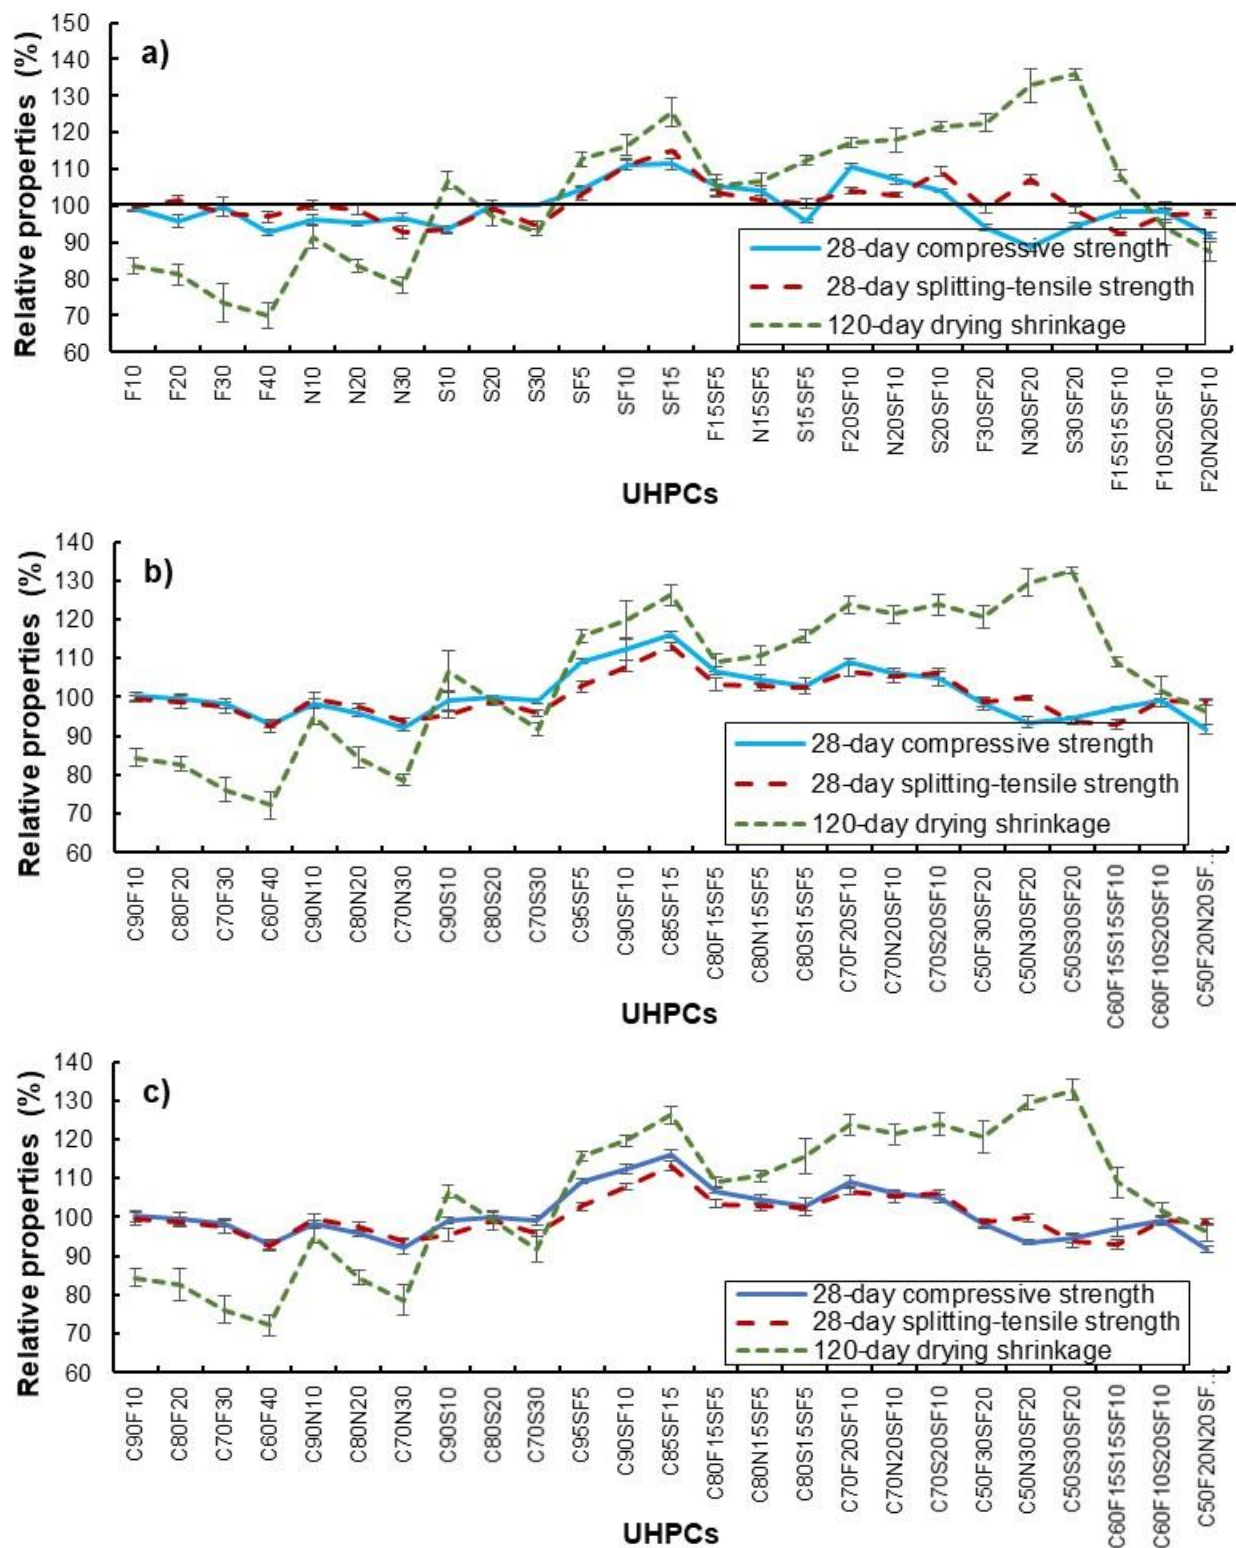 a)
Relative properties (%)
150
140
130
120
110
100
90
80
70
60
28-day compressive strength
28-day splitting-tensile strength
120-day drying shrinkage
F10
F20
F30
F40
N10
N20
N30
S10
S20
S30
SF5
SF10
SF15
F15SF5
N15SF5
S15SF5
F20SF10
N20SF10
S20SF10
F30SF20
N30SF20
S30SF20
F15S15SF10
F10S20SF10
F20N20SF10
UHPCs
b)
Relative properties (%)
140
130
120
110
100
90
80
70
60
28-day compressive strength
28-day splitting-tensile strength
120-day drying shrinkage
C90F10
C80F20
C70F30
C60F40
C90N10
C80N20
C70N30
C90S10
C80S20
C70S30
C95SF5
C90SF10
C85SF15
C80F15SF5
C80N15SF5
C80S15SF5
C70F20SF10
C70N20SF10
C70S20SF10
C50F30SF20
C50N30SF20
C50S30SF20
C60F15S15SF10
C60F10S20SF10
C50F20N20SF...
UHPCs
c)
Relative properties (%)
140
130
120
110
100
90
80
70
60
28-day compressive strength
28-day splitting-tensile strength
120-day drying shrinkage
C90F10
C80F20
C70F30
C60F40
C90N10
C80N20
C70N30
C90S10
C80S20
C70S30
C95SF5
C90SF10
C85SF15
C80F15SF5
C80N15SF5
C80S15SF5
C70F20SF10
C70N20SF10
C70S20SF10
C50F30SF20
C50N30SF20
C50S30SF20
C60F15S15SF10
C60F10S20SF10
C50F20N20SF...
UHPCs